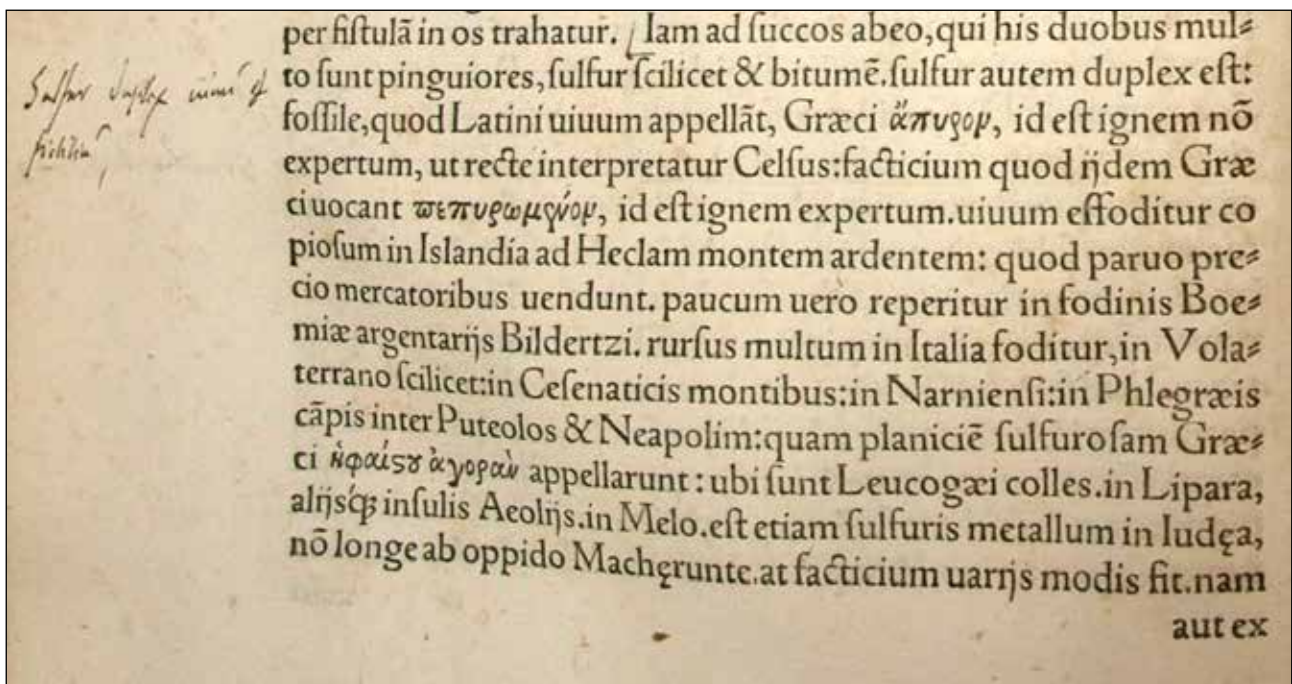 per fiſtulã in os trahatur. Iam ad ſuccos abeo, qui his duobus mul⸗
to ſunt pinguiores, ſulfur ſcilicet & bitumẽ. ſulfur autem duplex eſt:
foſſile, quod Latini uiuum appellãt, Græci ἄπυρον, id eſt ignem nõ
expertum, ut recte interpretatur Celſus: facticium quod ijdem Græ
ci uocant πεπυρωμένον, id eſt ignem expertum. uiuum effoditur co
pioſum in Islandia ad Heclam montem ardentem: quod paruo pre⸗
cio mercatoribus uendunt. paucum uero reperitur in fodinis Boe⸗
miæ argentarijs Bildertzi. rurſus multum in Italia foditur, in Vola⸗
terrano ſcilicet: in Ceſenaticis montibus: in Narnienſi: in Phlegræis
cãpis inter Puteolos & Neapolim: quam planiciẽ ſulfuroſam Græ⸗
ci ἡφαίστου ἀγορὰν appellarunt: ubi ſunt Leucogæi colles. in Lipara,
alijsq́ꝫ inſulis Aeolijs. in Melo. eſt etiam ſulfuris metallum in Iudęa,
nõ longe ab oppido Machęrunte. at facticium uarijs modis fit. nam
aut ex
Sulfur duplex